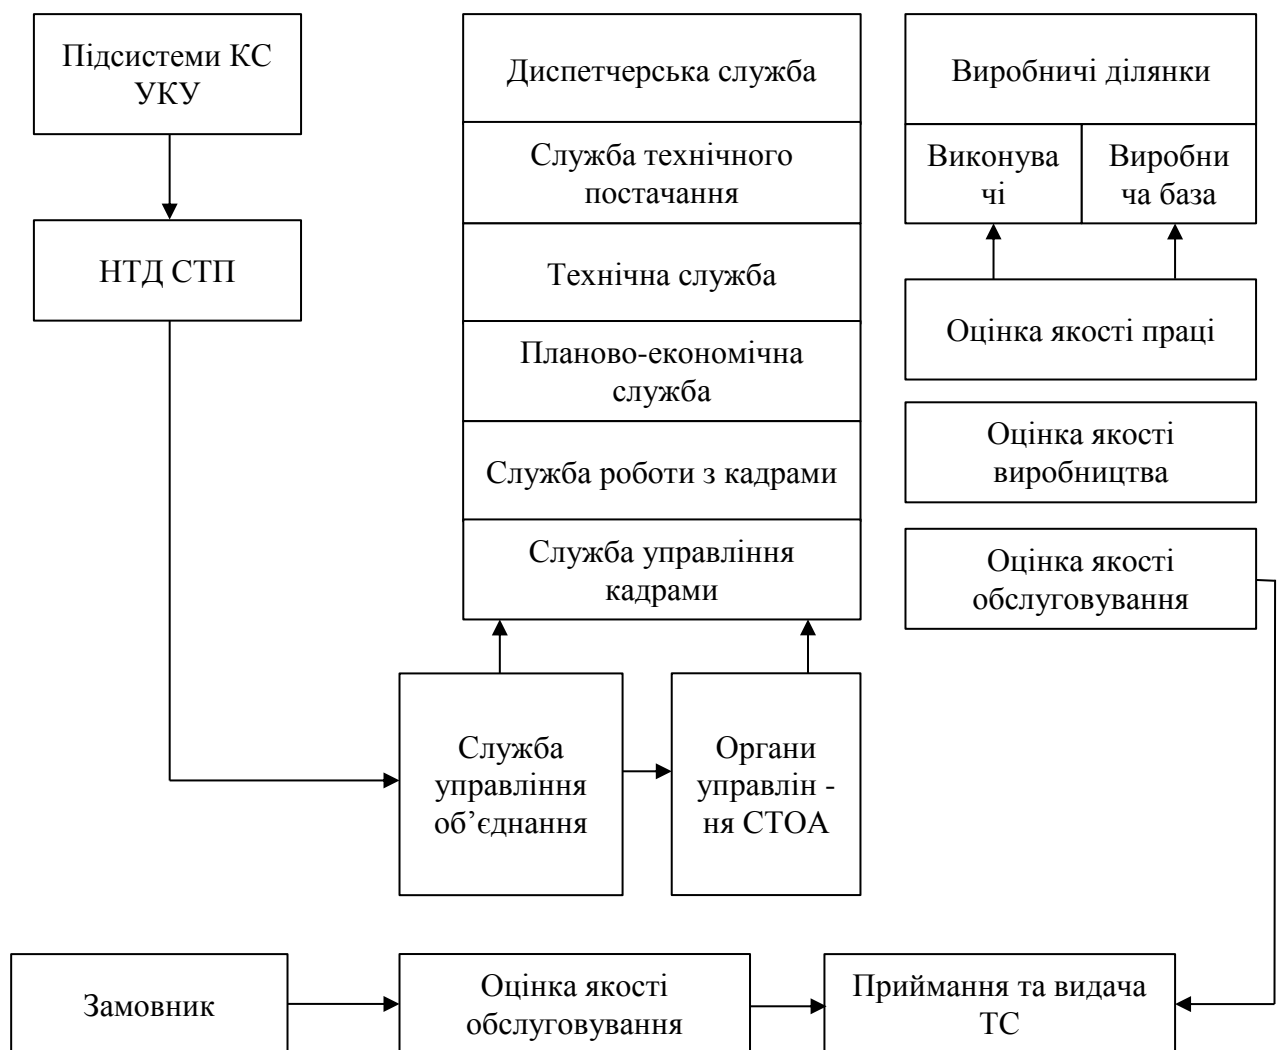 Підсистеми КС
УКУ
НТД СТП
Диспетчерська служба
Служба технічного
постачання
Технічна служба
Планово-економічна
служба
Служба роботи з кадрами
Служба управління
кадрами
Виробничі ділянки
Виконува
чі
Виробни
ча база
Оцінка якості праці
Оцінка якості
виробництва
Оцінка якості
обслуговування
Служба
управління
об’єднання
Органи
управлін -
ня СТОА
Замовник
Оцінка якості
обслуговування
Приймання та видача
ТС